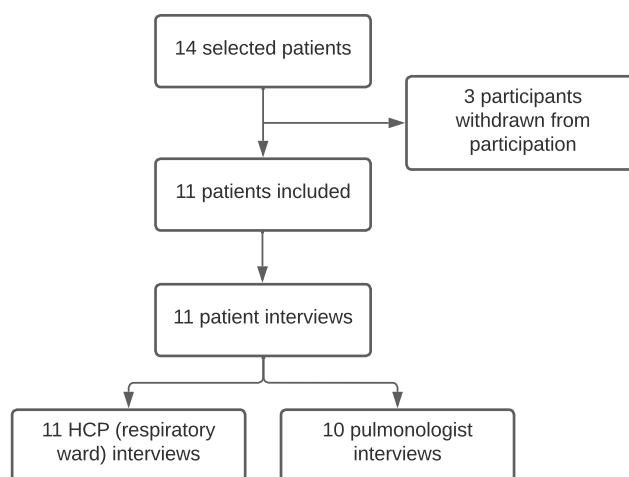 14 selected patients
3 participants
withdrawn from
participation
11 patients included
11 patient interviews
11 HCP (respiratory
ward) interviews
10 pulmonologist
interviews